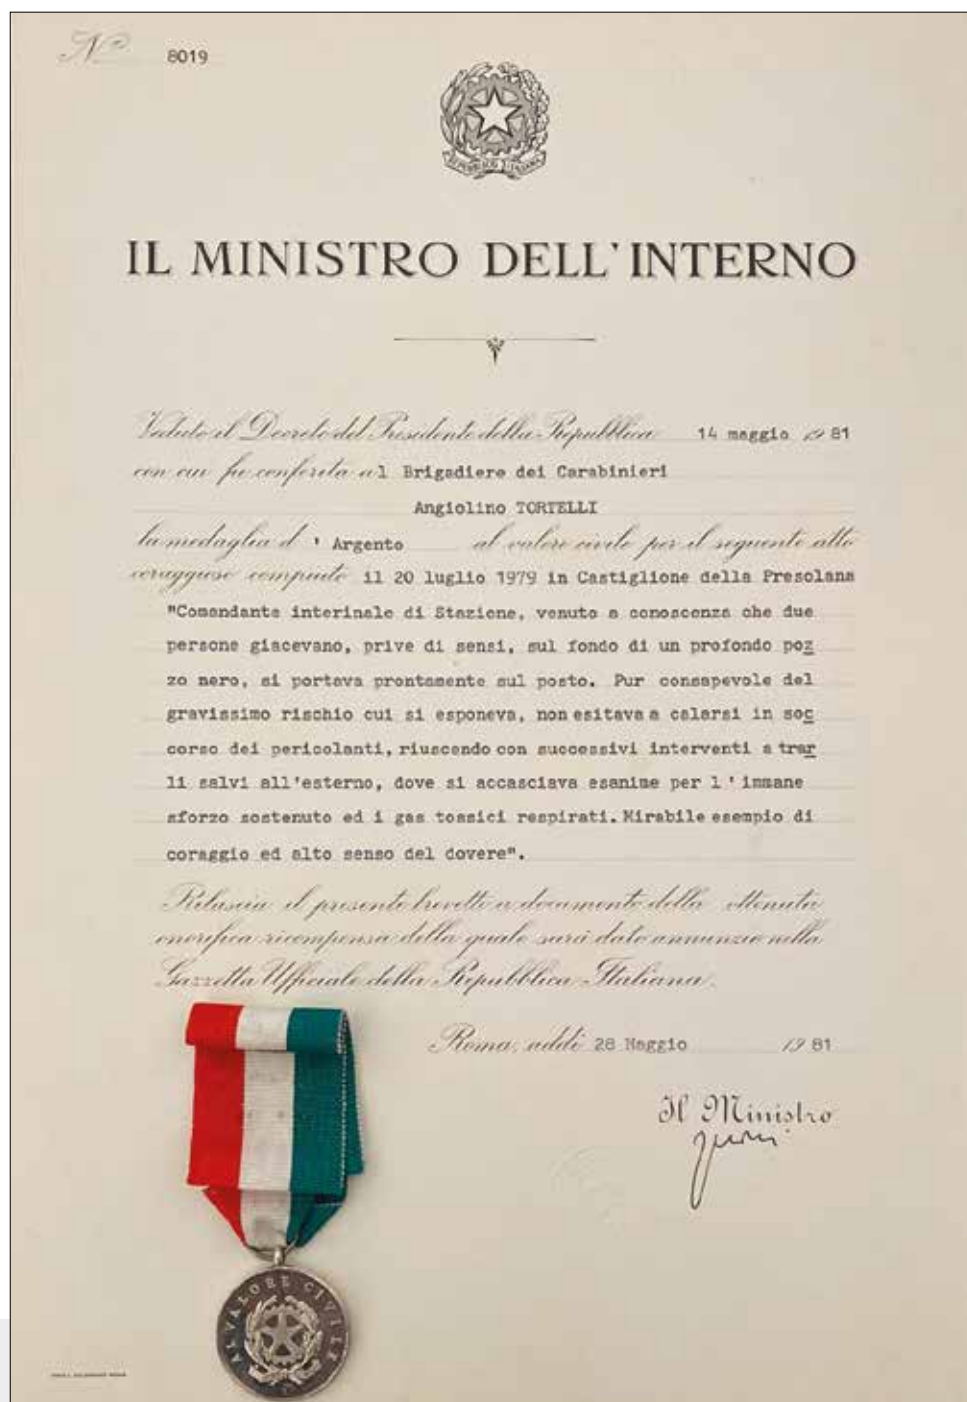 Nº 8019
REPVBBLICA ITALIANA
IL MINISTRO DELL'INTERNO
Veduto il Decreto del Presidente della Repubblica 14 maggio 1981
con cui fu conferita al Brigadiere dei Carabinieri
Angiolino TORTELLI
la medaglia d'Argento al valore civile per il seguente atto
coraggioso compiuto il 20 luglio 1979 in Castiglione della Presolana
"Comandante interinale di Stazione, venuto a conoscenza che due
persone giacevano, prive di sensi, sul fondo di un profondo poz
zo nero, si portava prontamente sul posto. Pur consapevole del
gravissimo rischio cui si esponeva, non esitava a calarsi in soc
corso dei pericolanti, riuscendo con successivi interventi a trar
li salvi all'esterno, dove si accasciava esanime per l'immane
sforzo sostenuto ed i gas tossici respirati. Mirabile esempio di
coraggio ed alto senso del dovere".
Rilascia il presente brevetto a documento della ottenuta
onorifica ricompensa della quale sarà dato annunzio nella
Gazzetta Ufficiale della Repubblica Italiana.
Roma, addì 28 Maggio 1981
Il Ministro
AL VALORE CIVILE